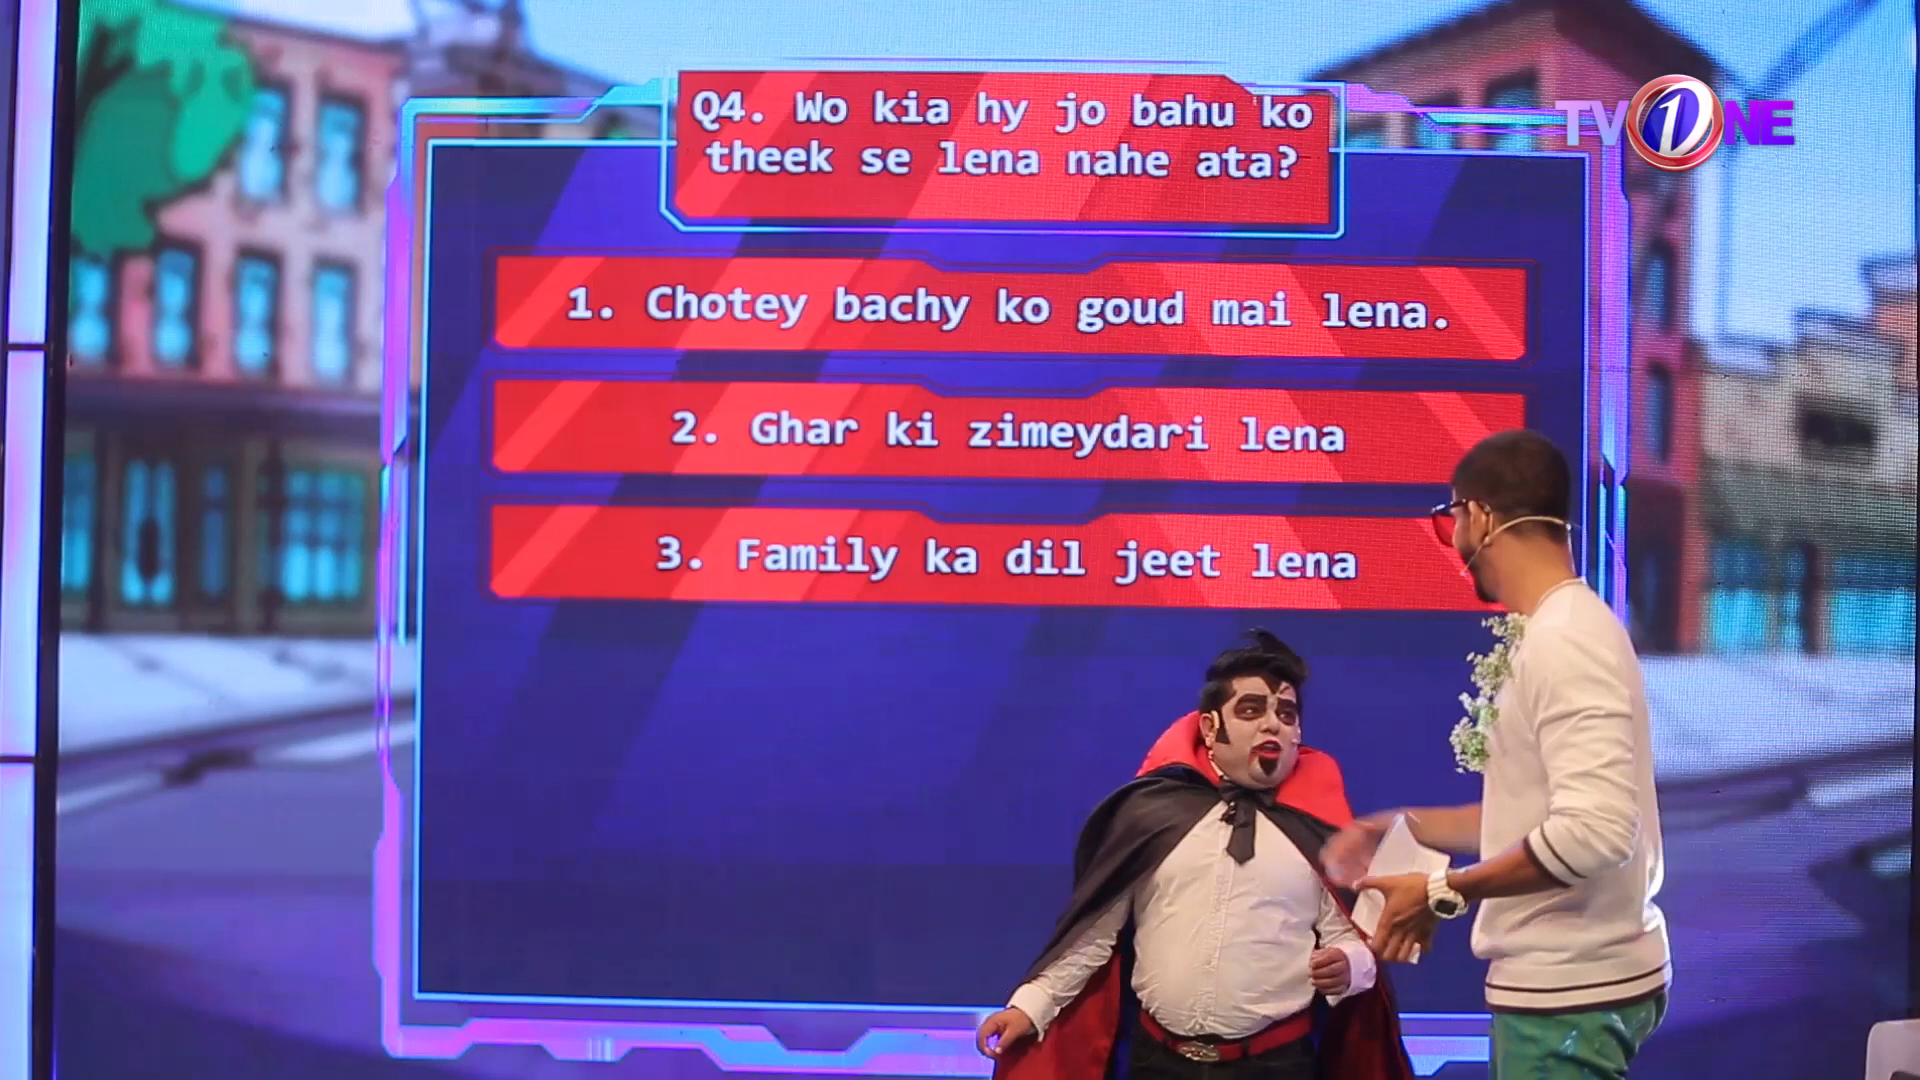 TV ONE
Q4. Wo kia hy jo bahu ko
theek se lena nahe ata?
1. Chotey bachy ko goud mai lena.
2. Ghar ki zimeydari lena
3. Family ka dil jeet lena